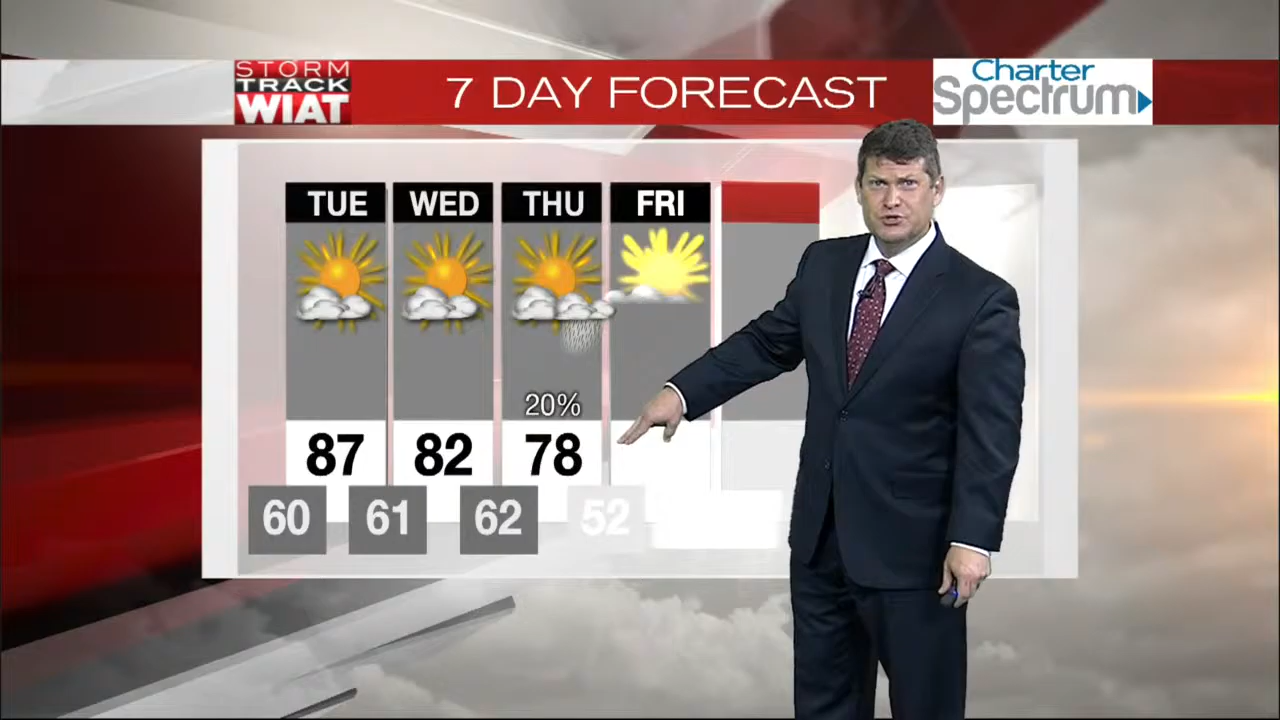 STORM
TRACK
WIAT
7 DAY FORECAST
Charter
Spectrum
TUE WED THU FRI
20%
87 82 78
60 61 62 52